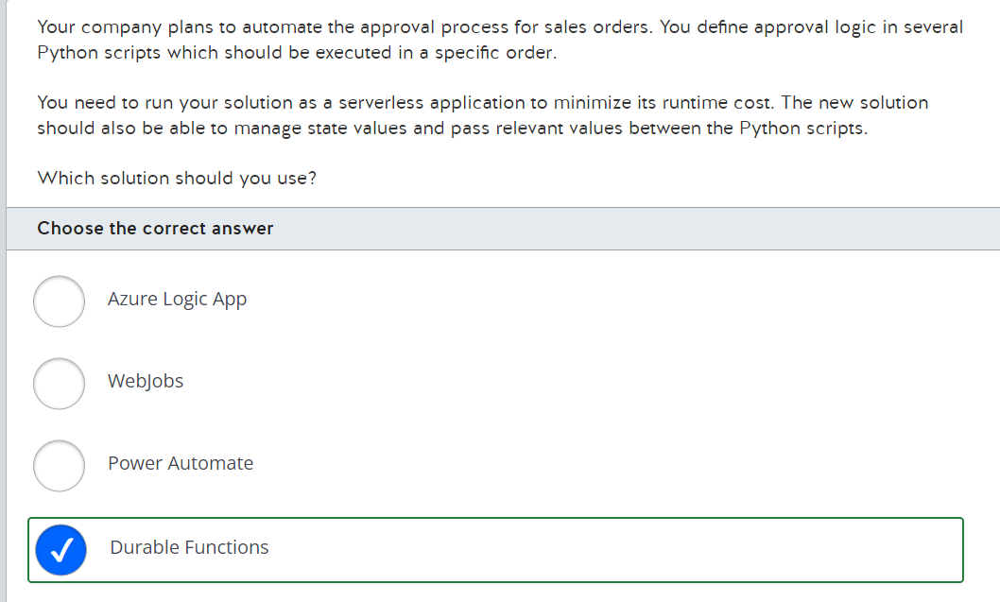 Your company plans to automate the approval process for sales orders. You define approval logic in several
Python scripts which should be executed in a specific order.
You need to run your solution as a serverless application to minimize its runtime cost. The new solution
should also be able to manage state values and pass relevant values between the Python scripts.
Which solution should you use?
Choose the correct answer
Azure Logic App
WebJobs
Power Automate
Durable Functions